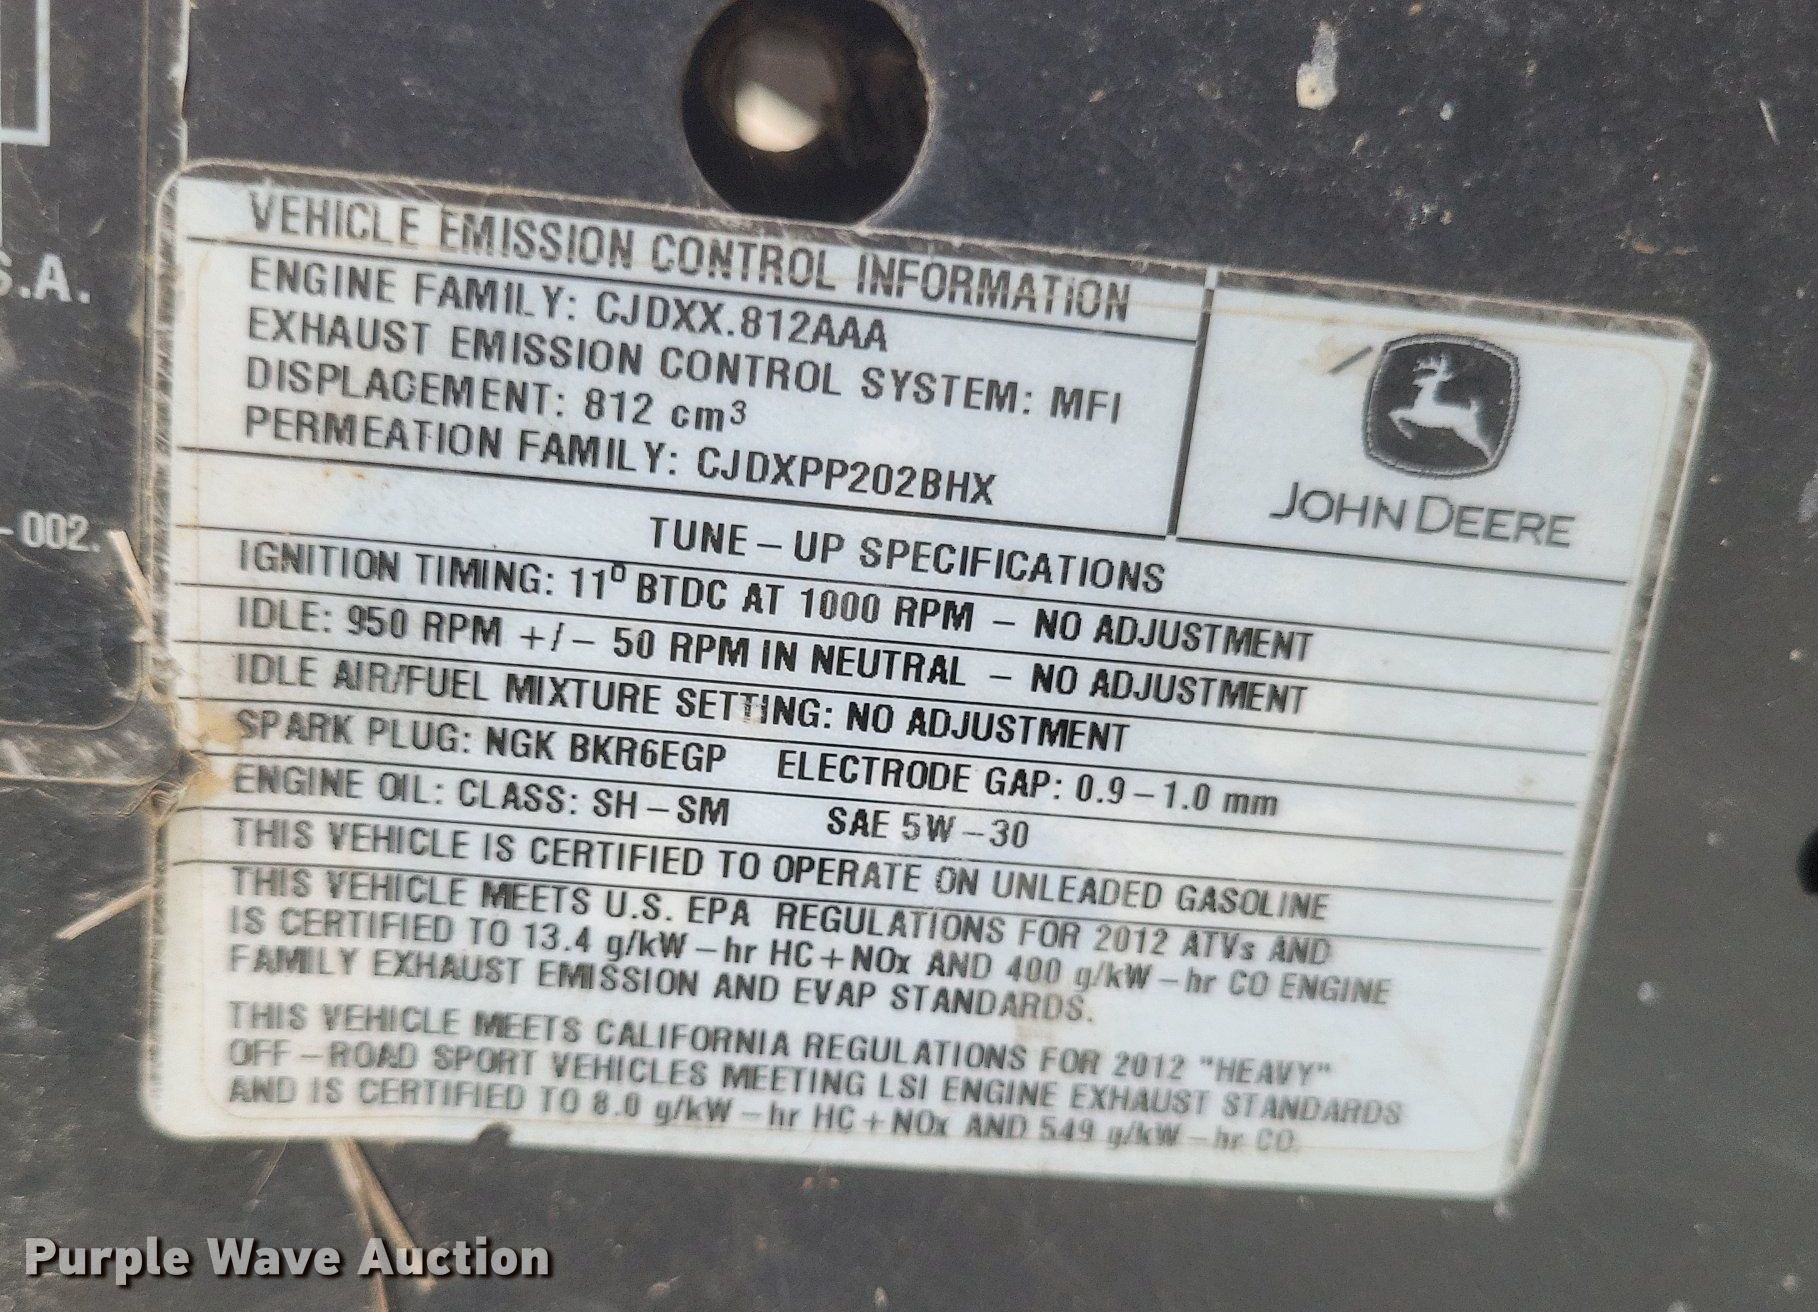 S.A.
-002.
VEHICLE EMISSION CONTROL INFORMATION
ENGINE FAMILY: CJDXX.812AAA
EXHAUST EMISSION CONTROL SYSTEM: MFI
DISPLACEMENT: 812 cm³
PERMEATION FAMILY: CJDXPP202BHX
JOHN DEERE
TUNE-UP SPECIFICATIONS
IGNITION TIMING: 11° BTDC AT 1000 RPM - NO ADJUSTMENT
IDLE: 950 RPM +/- 50 RPM IN NEUTRAL - NO ADJUSTMENT
IDLE AIR/FUEL MIXTURE SETTING: NO ADJUSTMENT
SPARK PLUG: NGK BKR6EGP ELECTRODE GAP: 0.9-1.0 mm
ENGINE OIL: CLASS: SH-SM SAE 5W-30
THIS VEHICLE IS CERTIFIED TO OPERATE ON UNLEADED GASOLINE
THIS VEHICLE MEETS U.S. EPA REGULATIONS FOR 2012 ATVs AND
IS CERTIFIED TO 13.4 g/kW-hr HC+NOx AND 400 g/kW-hr CO ENGINE
FAMILY EXHAUST EMISSION AND EVAP STANDARDS.
THIS VEHICLE MEETS CALIFORNIA REGULATIONS FOR 2012 "HEAVY"
OFF-ROAD SPORT VEHICLES MEETING LSI ENGINE EXHAUST STANDARDS
AND IS CERTIFIED TO 8.0 g/kW-hr HC+NOx AND 549 g/kW-hr CO.
Purple Wave Auction